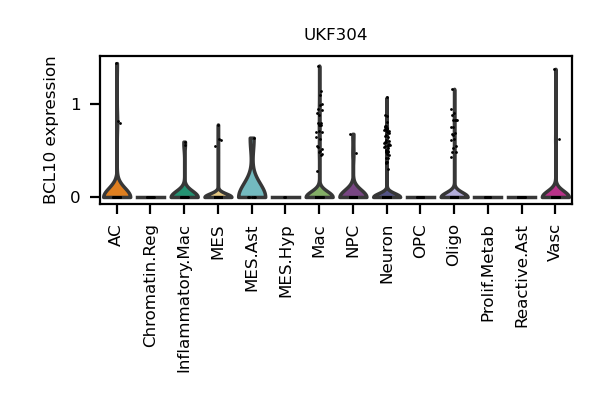 UKF304
BCL10 expression
1
0
AC
Chromatin.Reg
Inflammatory.Mac
MES
MES.Ast
MES.Hyp
Mac
NPC
Neuron
OPC
Oligo
Prolif.Metab
Reactive.Ast
Vasc